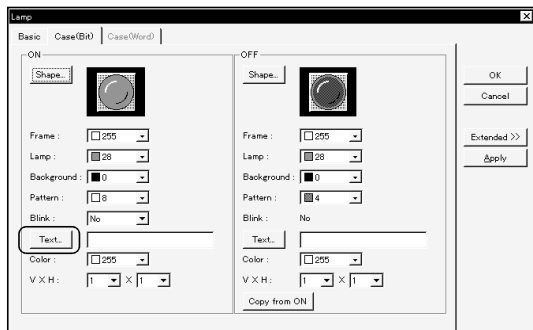 Lamp
Basic Case(Bit) Case(Word)
ON
Shape...
Frame : 255
Lamp : 28
Background : 0
Pattern : 8
Blink : No
Text...
Color : 255
V X H : 1 X 1
OFF
Shape...
Frame : 255
Lamp : 28
Background : 0
Pattern : 4
Blink : No
Text...
Color : 255
V X H : 1 X 1
Copy from ON
OK
Cancel
Extended >>
Apply